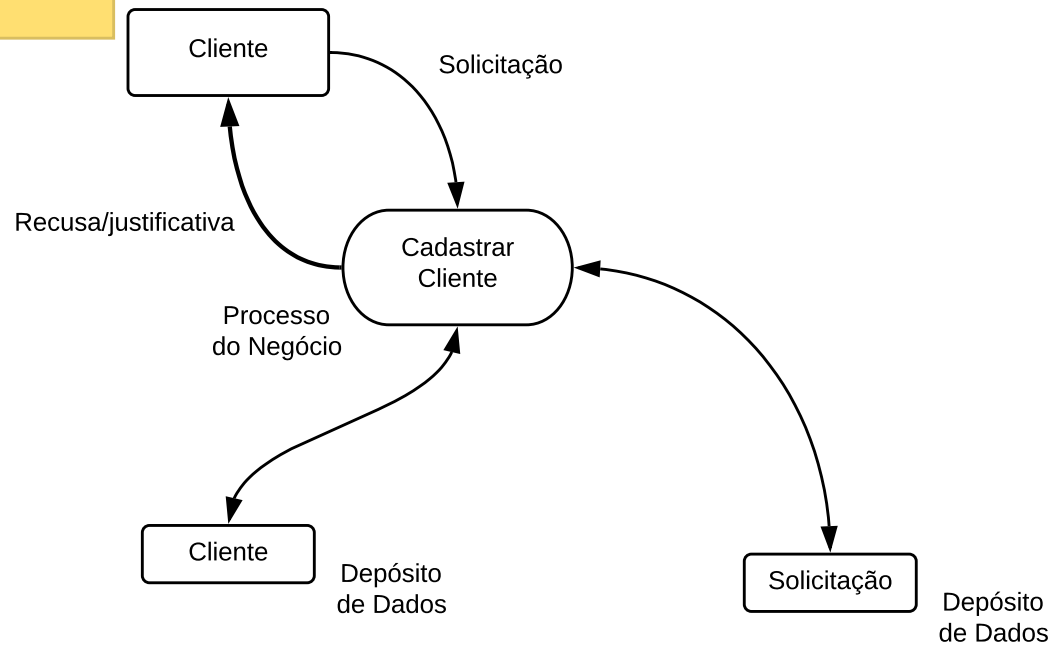 Cliente
Solicitação
Recusa/justificativa
Cadastrar
Cliente
Processo
do Negócio
Cliente
Depósito
de Dados
Solicitação
Depósito
de Dados